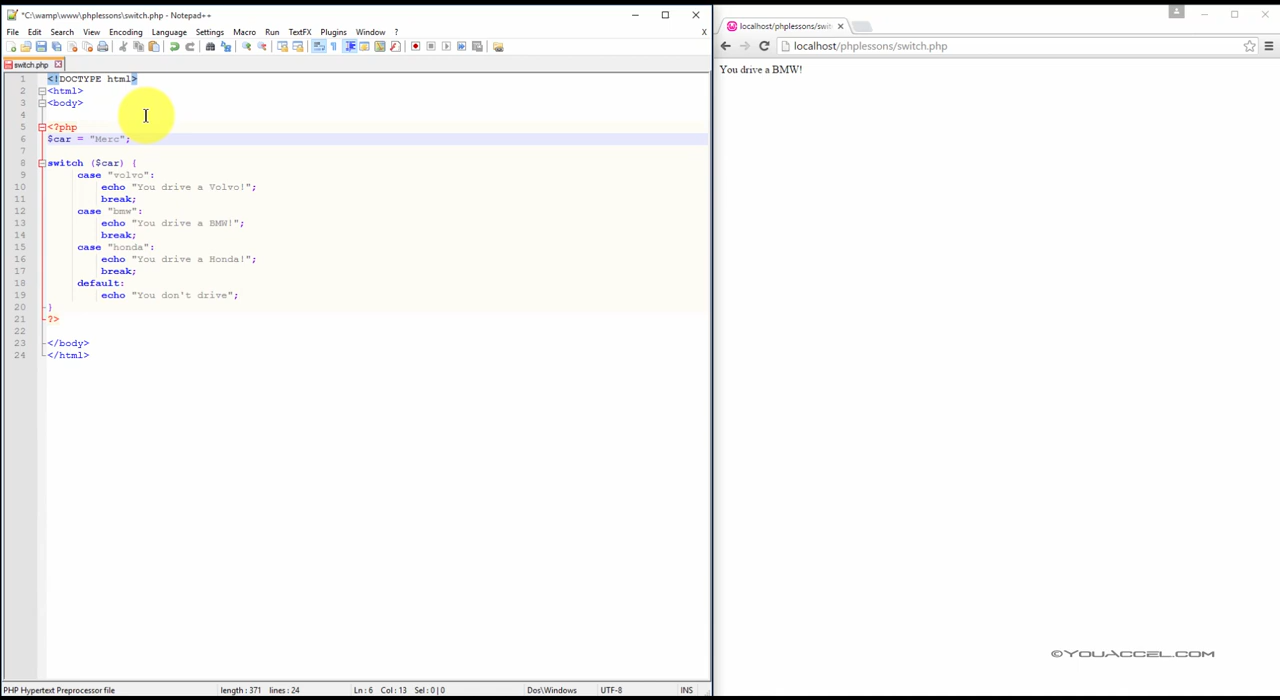 *C:\wamp\www\phplessons\switch.php - Notepad++
File Edit Search View Encoding Language Settings Macro Run TextFX Plugins Window ? X
switch.php
1 <!DOCTYPE html>
2 <html>
3 <body>
4
5 <?php
6 $car = "Merc";
7
8 switch ($car) {
9 case "volvo":
10 echo "You drive a Volvo!";
11 break;
12 case "bmw":
13 echo "You drive a BMW!";
14 break;
15 case "honda":
16 echo "You drive a Honda!";
17 break;
18 default:
19 echo "You don't drive";
20 }
21 ?>
22
23 </body>
24 </html>
PHP Hypertext Preprocessor file length : 371 lines : 24 Ln : 6 Col : 13 Sel : 0 | 0 Dos\Windows UTF-8 INS
localhost/phplessons/swit
localhost/phplessons/switch.php
You drive a BMW!
©YOUACCEL.COM